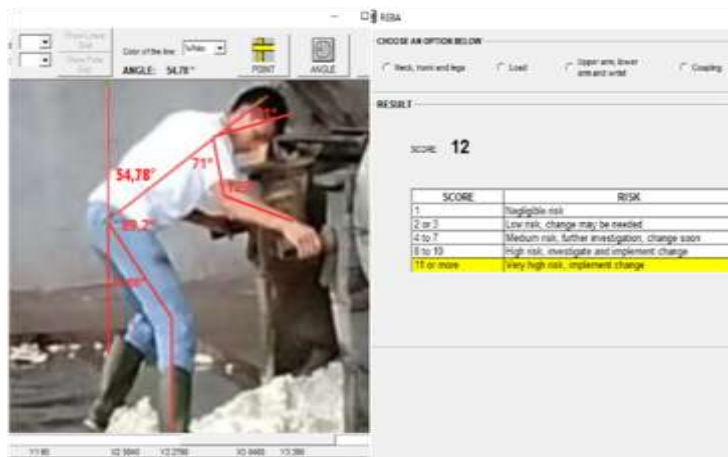 REBA
Color of the line: White
ANGLE: 54,78 °
POINT
ANGLE
54,78°
71°
CHOOSE AN OPTION BELOW
Neck, trunk and legs
Load
Upper arm, lower
arm and wrist
Coupling
RESULT
SCORE 12
SCORE RISK
1 Negligible risk
2 or 3 Low risk, change may be needed
4 to 7 Medium risk, further investigation, change soon
8 to 10 High risk, investigate and implement change
11 or more Very high risk, implement change